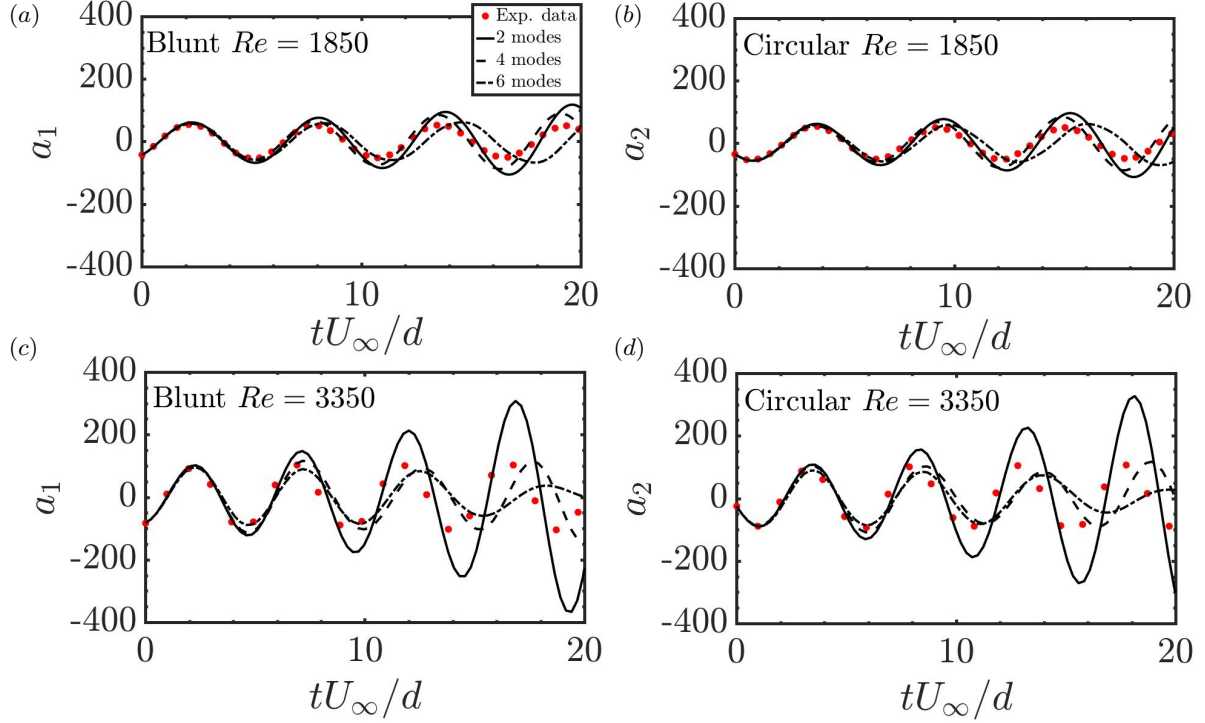 (a)
400
200
0
-200
-400
a₁
Blunt Re = 1850
Exp. data
2 modes
4 modes
6 modes
0
10
20
tU∞/d
(b)
400
200
0
-200
-400
a₂
Circular Re = 1850
0
10
20
tU∞/d
(c)
400
200
0
-200
-400
a₁
Blunt Re = 3350
0
10
20
tU∞/d
(d)
400
200
0
-200
-400
a₂
Circular Re = 3350
0
10
20
tU∞/d